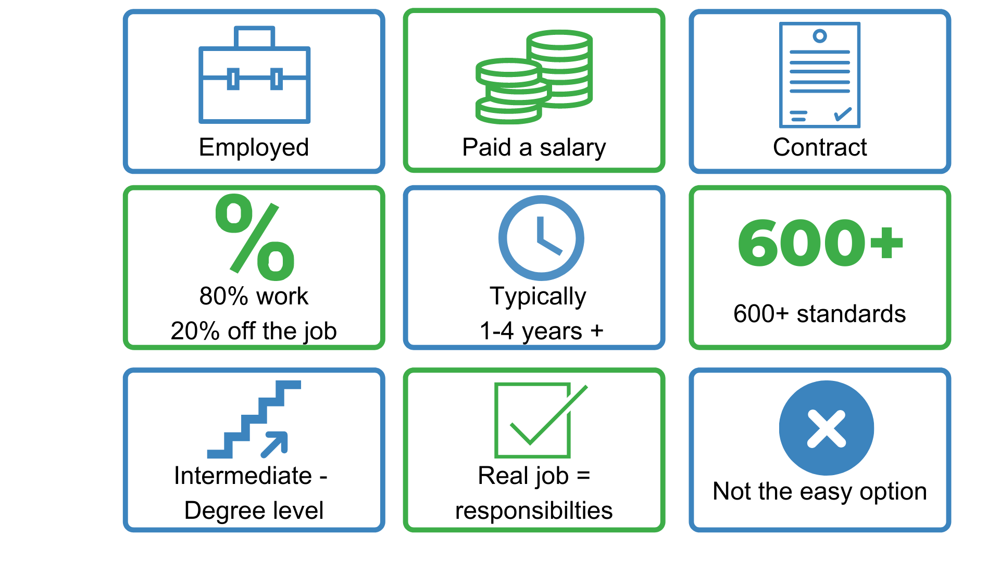 Employed
Paid a salary
Contract
%
80% work
20% off the job
Typically
1-4 years +
600+
600+ standards
Intermediate -
Degree level
Real job =
responsibilties
Not the easy option